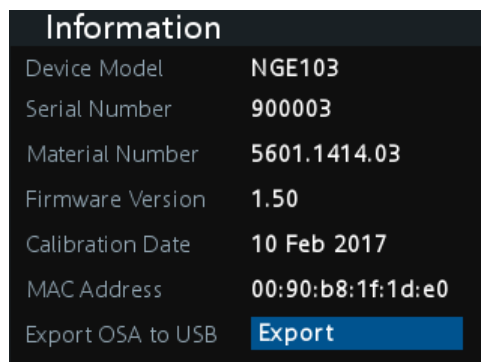 Information
Device Model NGE103
Serial Number 900003
Material Number 5601.1414.03
Firmware Version 1.50
Calibration Date 10 Feb 2017
MAC Address 00:90:b8:1f:1d:e0
Export OSA to USB Export